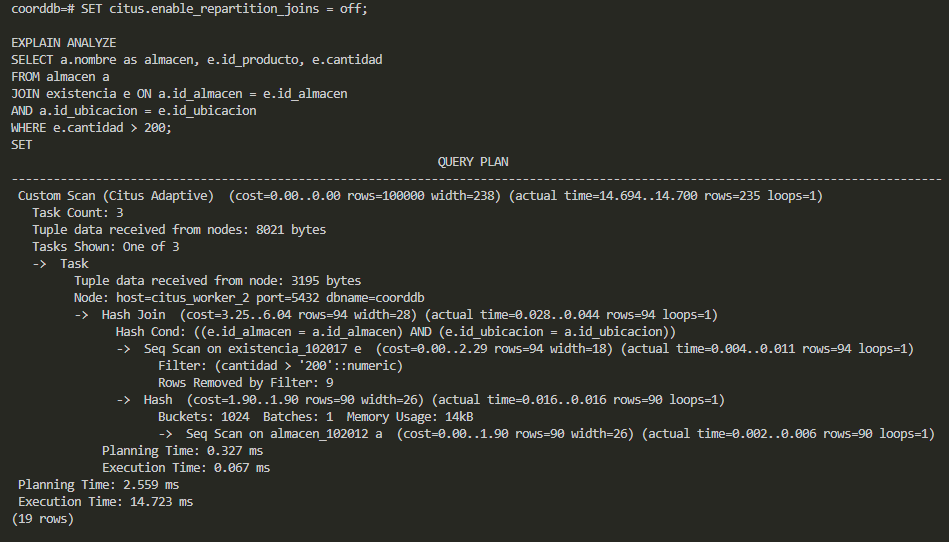 coorddb=# SET citus.enable_repartition_joins = off;
EXPLAIN ANALYZE
SELECT a.nombre as almacen, e.id_producto, e.cantidad
FROM almacen a
JOIN existencia e ON a.id_almacen = e.id_almacen
AND a.id_ubicacion = e.id_ubicacion
WHERE e.cantidad > 200;
SET
QUERY PLAN
--------------------------------------------------------------------------------------------------------------------------------------
Custom Scan (Citus Adaptive)  (cost=0.00..0.00 rows=100000 width=238) (actual time=14.694..14.700 rows=235 loops=1)
Task Count: 3
Tuple data received from nodes: 8021 bytes
Tasks Shown: One of 3
->  Task
Tuple data received from node: 3195 bytes
Node: host=citus_worker_2 port=5432 dbname=coorddb
->  Hash Join  (cost=3.25..6.04 rows=94 width=28) (actual time=0.028..0.044 rows=94 loops=1)
Hash Cond: ((e.id_almacen = a.id_almacen) AND (e.id_ubicacion = a.id_ubicacion))
->  Seq Scan on existencia_102017 e  (cost=0.00..2.29 rows=94 width=18) (actual time=0.004..0.011 rows=94 loops=1)
Filter: (cantidad > '200'::numeric)
Rows Removed by Filter: 9
->  Hash  (cost=1.90..1.90 rows=90 width=26) (actual time=0.016..0.016 rows=90 loops=1)
Buckets: 1024  Batches: 1  Memory Usage: 14kB
->  Seq Scan on almacen_102012 a  (cost=0.00..1.90 rows=90 width=26) (actual time=0.002..0.006 rows=90 loops=1)
Planning Time: 0.327 ms
Execution Time: 0.067 ms
Planning Time: 2.559 ms
Execution Time: 14.723 ms
(19 rows)